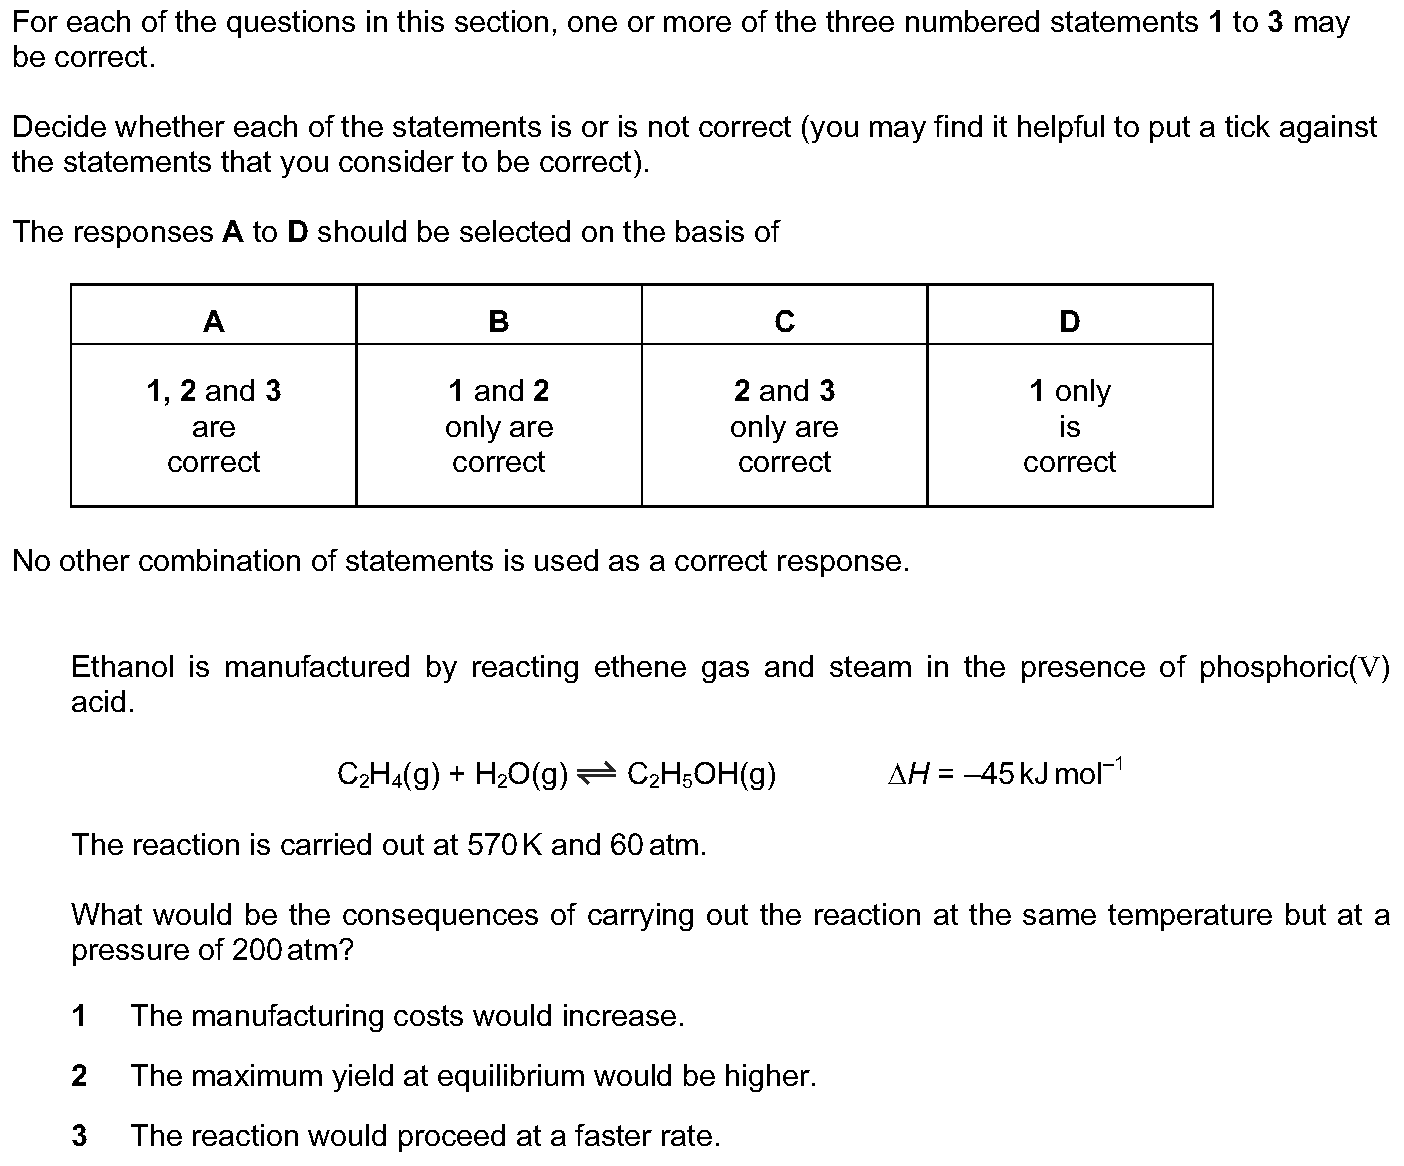 For each of the questions in this section, one or more of the three numbered statements 1 to 3 may
be correct.
Decide whether each of the statements is or is not correct (you may find it helpful to put a tick against
the statements that you consider to be correct).
The responses A to D should be selected on the basis of
A B C D
1, 2 and 3 1 and 2 2 and 3 1 only
are only are only are is
correct correct correct correct
No other combination of statements is used as a correct response.
Ethanol is manufactured by reacting ethene gas and steam in the presence of phosphoric(V)
acid.
C₂H₄(g) + H₂O(g) ⇌ C₂H₅OH(g) ΔH = –45 kJ mol⁻¹
The reaction is carried out at 570 K and 60 atm.
What would be the consequences of carrying out the reaction at the same temperature but at a
pressure of 200 atm?
1 The manufacturing costs would increase.
2 The maximum yield at equilibrium would be higher.
3 The reaction would proceed at a faster rate.